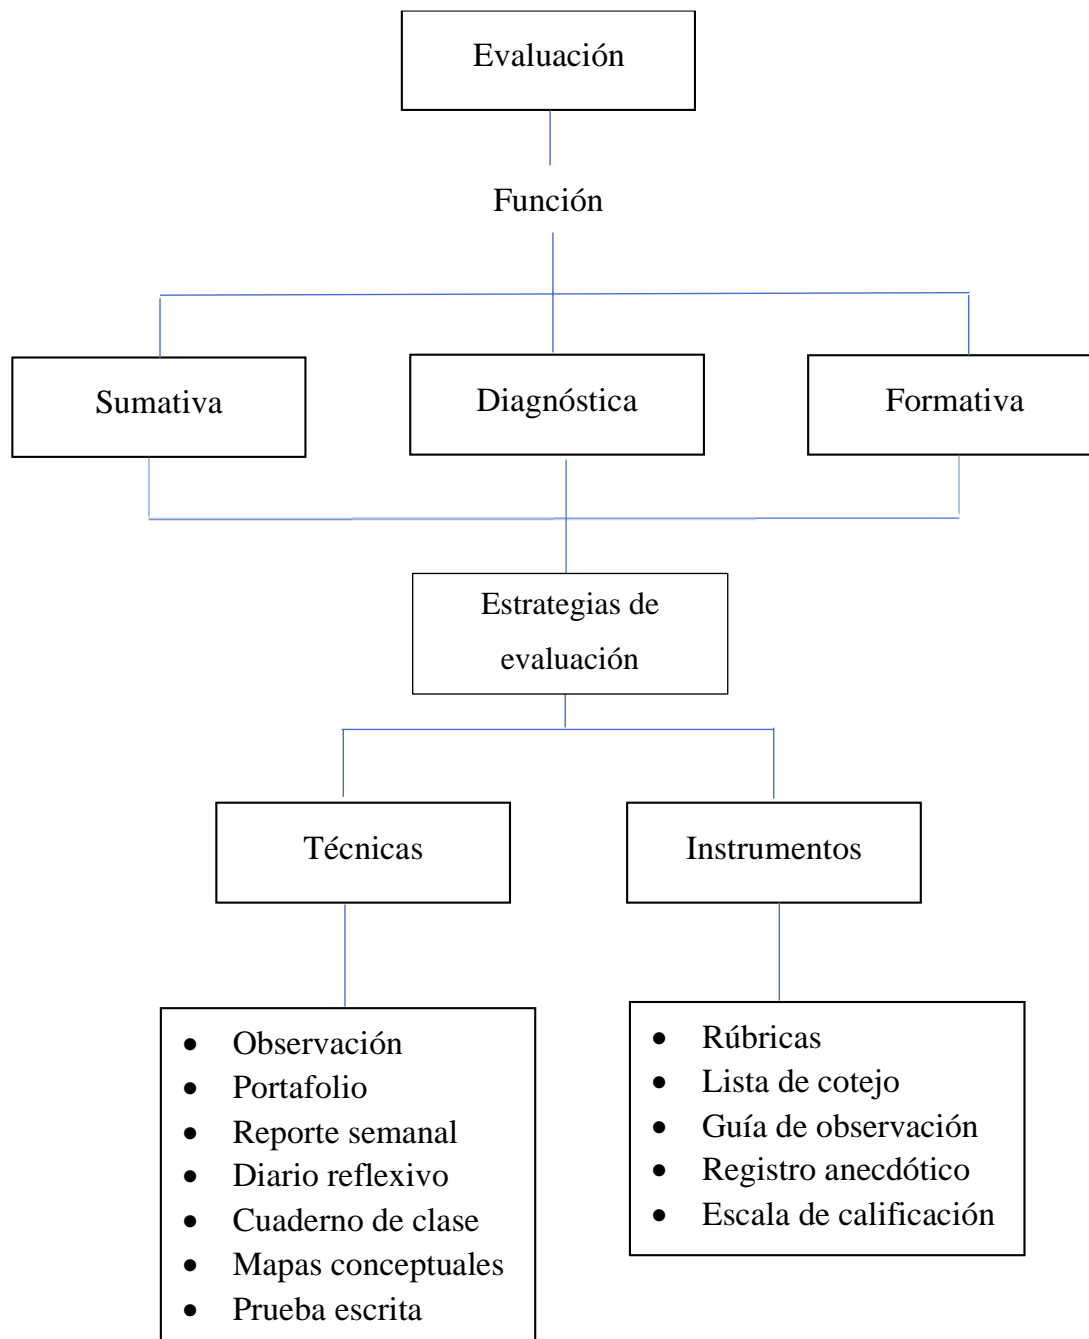 Evaluación
Función
Sumativa
Diagnóstica
Formativa
Estrategias de
evaluación
Técnicas
Instrumentos
• Observación
• Portafolio
• Reporte semanal
• Diario reflexivo
• Cuaderno de clase
• Mapas conceptuales
• Prueba escrita
• Rúbricas
• Lista de cotejo
• Guía de observación
• Registro anecdótico
• Escala de calificación